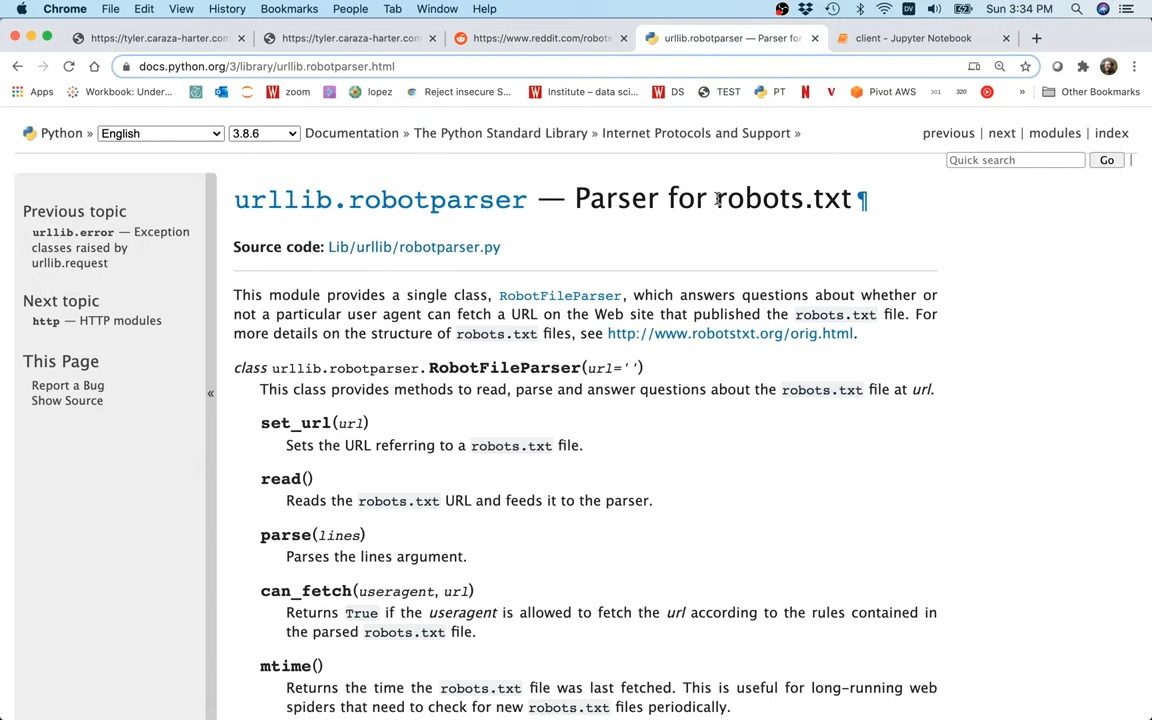 Chrome File Edit View History Bookmarks People Tab Window Help DV Sun 3:34 PM
https://tyler.caraza-harter.com × https://tyler.caraza-harter.com × https://www.reddit.com/robots × urllib.robotparser — Parser for × client - Jupyter Notebook × +
docs.python.org/3/library/urllib.robotparser.html
Apps Workbook: Under... zoom lopez Reject insecure S... Institute – data sci... DS TEST PT Pivot AWS 301 320 » Other Bookmarks
Python » English 3.8.6 Documentation » The Python Standard Library » Internet Protocols and Support » previous | next | modules | index
Quick search Go |
Previous topic
urllib.error — Exception
classes raised by
urllib.request
Next topic
http — HTTP modules
This Page
Report a Bug
Show Source
«
urllib.robotparser — Parser for robots.txt¶
Source code: Lib/urllib/robotparser.py
This module provides a single class, RobotFileParser, which answers questions about whether or
not a particular user agent can fetch a URL on the Web site that published the robots.txt file. For
more details on the structure of robots.txt files, see http://www.robotstxt.org/orig.html.
class urllib.robotparser.RobotFileParser(url='')
This class provides methods to read, parse and answer questions about the robots.txt file at url.
set_url(url)
Sets the URL referring to a robots.txt file.
read()
Reads the robots.txt URL and feeds it to the parser.
parse(lines)
Parses the lines argument.
can_fetch(useragent, url)
Returns True if the useragent is allowed to fetch the url according to the rules contained in
the parsed robots.txt file.
mtime()
Returns the time the robots.txt file was last fetched. This is useful for long-running web
spiders that need to check for new robots.txt files periodically.